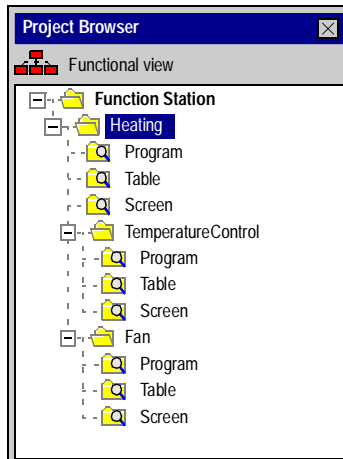 Project Browser
Functional view
Function Station
Heating
Program
Table
Screen
TemperatureControl
Program
Table
Screen
Fan
Program
Table
Screen